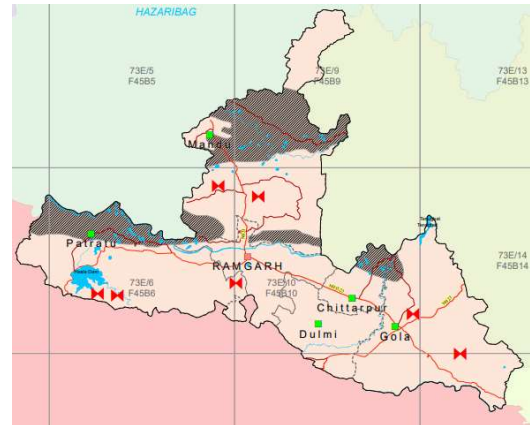 HAZARIBAG
73E/5
F45B5
73E/9
F45B9
73E/13
F45B13
Mandu
Patratu
RAMGARH
73E/6
F45B6
73E/10
F45B10
73E/14
F45B14
Chittarpur
Dulmi
Gola